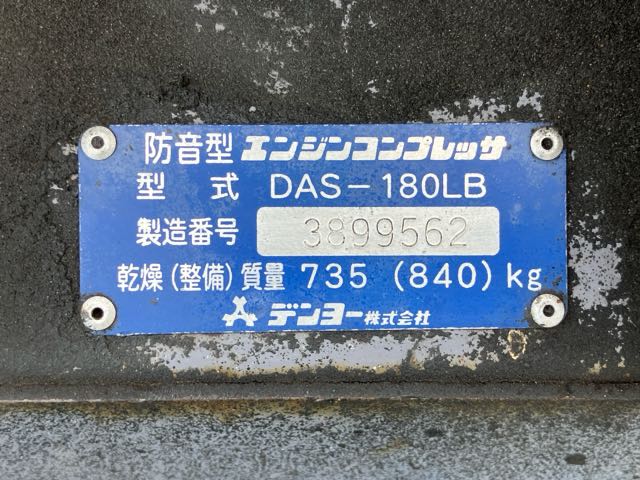 防音型 エンジンコンプレッサ
型 式 DAS-180LB
製造番号 3899562
乾燥(整備)質量 735 (840) kg
デンヨー株式会社